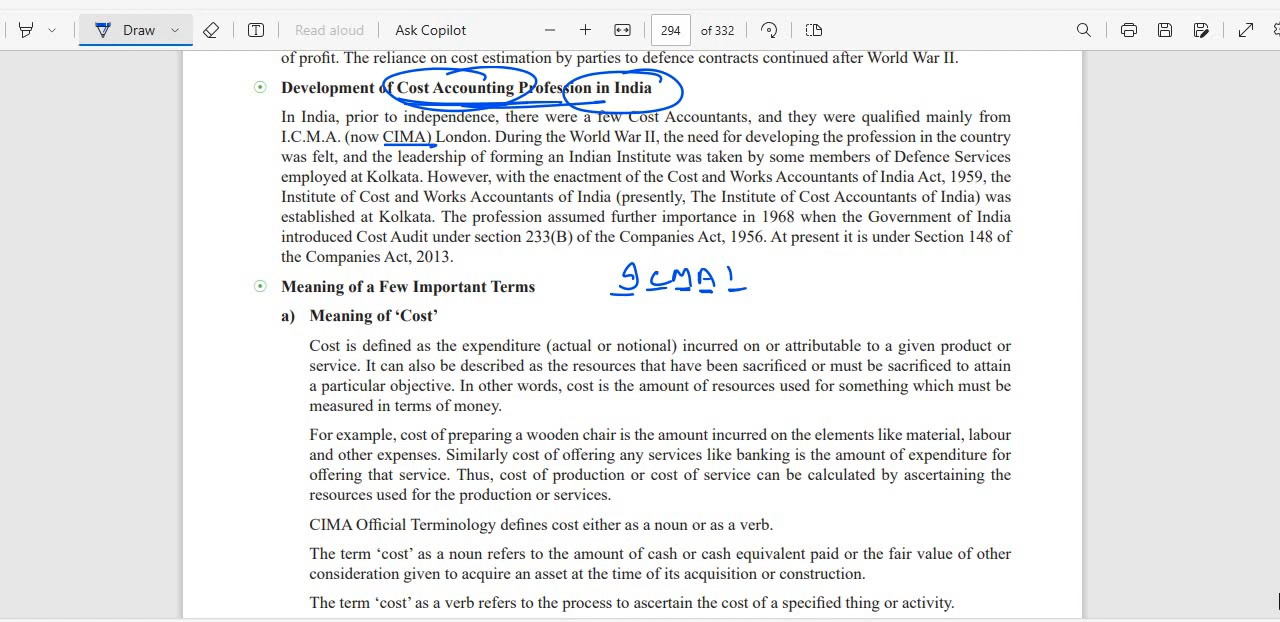 Draw
Read aloud
Ask Copilot
294 of 332
of profit. The reliance on cost estimation by parties to defence contracts continued after World War II.
Development of Cost Accounting Profession in India
In India, prior to independence, there were a few Cost Accountants, and they were qualified mainly from
I.C.M.A. (now CIMA) London. During the World War II, the need for developing the profession in the country
was felt, and the leadership of forming an Indian Institute was taken by some members of Defence Services
employed at Kolkata. However, with the enactment of the Cost and Works Accountants of India Act, 1959, the
Institute of Cost and Works Accountants of India (presently, The Institute of Cost Accountants of India) was
established at Kolkata. The profession assumed further importance in 1968 when the Government of India
introduced Cost Audit under section 233(B) of the Companies Act, 1956. At present it is under Section 148 of
the Companies Act, 2013.
ICMAI
Meaning of a Few Important Terms
a) Meaning of ‘Cost’
Cost is defined as the expenditure (actual or notional) incurred on or attributable to a given product or
service. It can also be described as the resources that have been sacrificed or must be sacrificed to attain
a particular objective. In other words, cost is the amount of resources used for something which must be
measured in terms of money.
For example, cost of preparing a wooden chair is the amount incurred on the elements like material, labour
and other expenses. Similarly cost of offering any services like banking is the amount of expenditure for
offering that service. Thus, cost of production or cost of service can be calculated by ascertaining the
resources used for the production or services.
CIMA Official Terminology defines cost either as a noun or as a verb.
The term ‘cost’ as a noun refers to the amount of cash or cash equivalent paid or the fair value of other
consideration given to acquire an asset at the time of its acquisition or construction.
The term ‘cost’ as a verb refers to the process to ascertain the cost of a specified thing or activity.